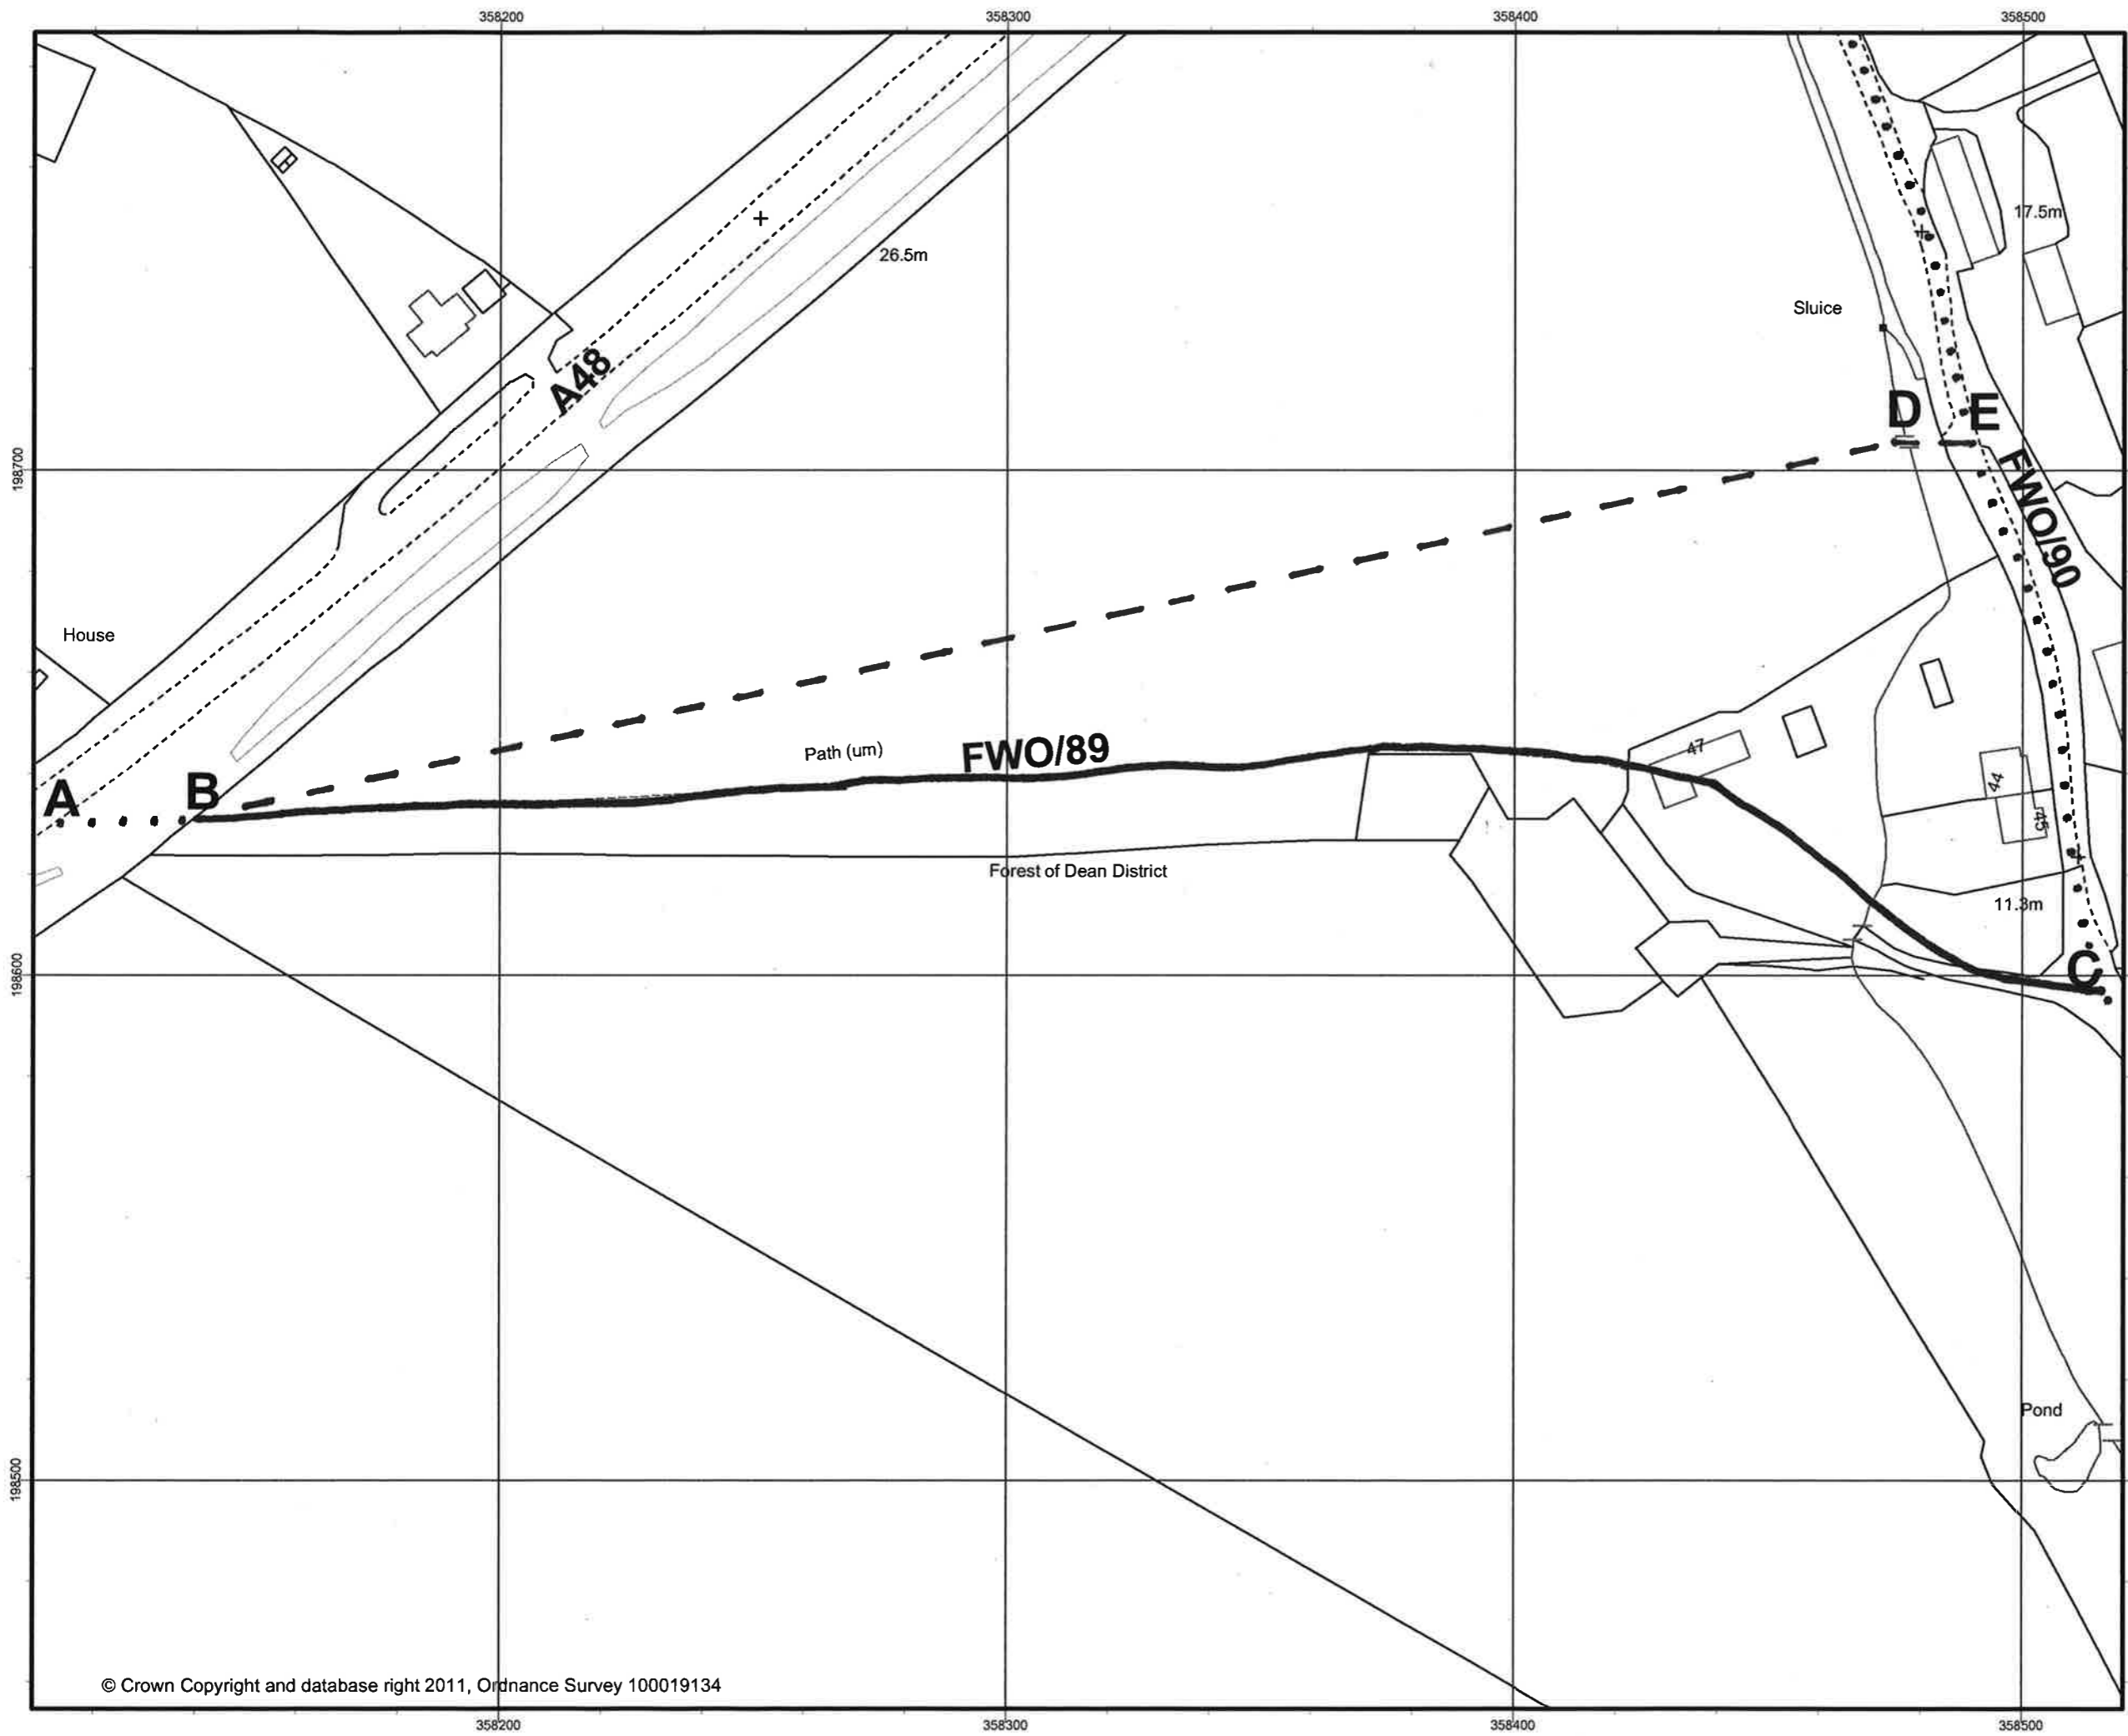 358200
358300
358400
358500
17.5m
26.5m
Sluice
A48
D
E
198700
FWO/90
House
Path (um)
FWO/89
47
44
45
A
B
Forest of Dean District
11.3m
198600
C
Pond
198500
© Crown Copyright and database right 2011, Ordnance Survey 100019134
358200
358300
358400
358500